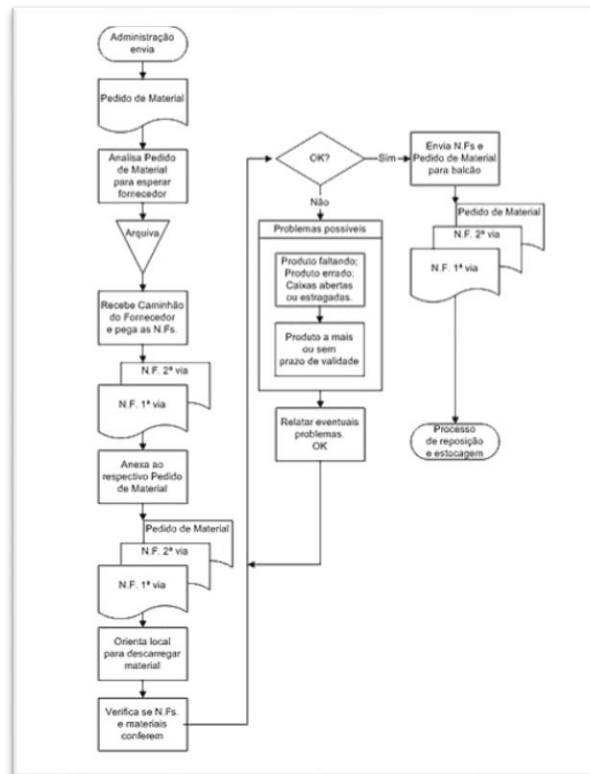 Administração
envia
Pedido de Material
Analisa Pedido
de Material
para esperar
fornecedor
Arquiva
Recebe Caminhão
do Fornecedor
e pega as N.Fs.
N.F. 2ª via
N.F. 1ª via
Anexa ao
respectivo Pedido
de Material
Pedido de Material
N.F. 2ª via
N.F. 1ª via
Orienta local
para descarregar
material
Verifica se N.Fs.
e materiais
conferem
OK?
Sim
Não
Problemas possíveis
Produto faltando;
Produto errado;
Caixas abertas
ou estragadas.
Produto a mais
ou sem
prazo de validade
Relatar eventuais
problemas.
OK
Envia N.Fs e
Pedido de Material
para balcão
Pedido de Material
N.F. 2ª via
N.F. 1ª via
Processo
de reposição
e estocagem